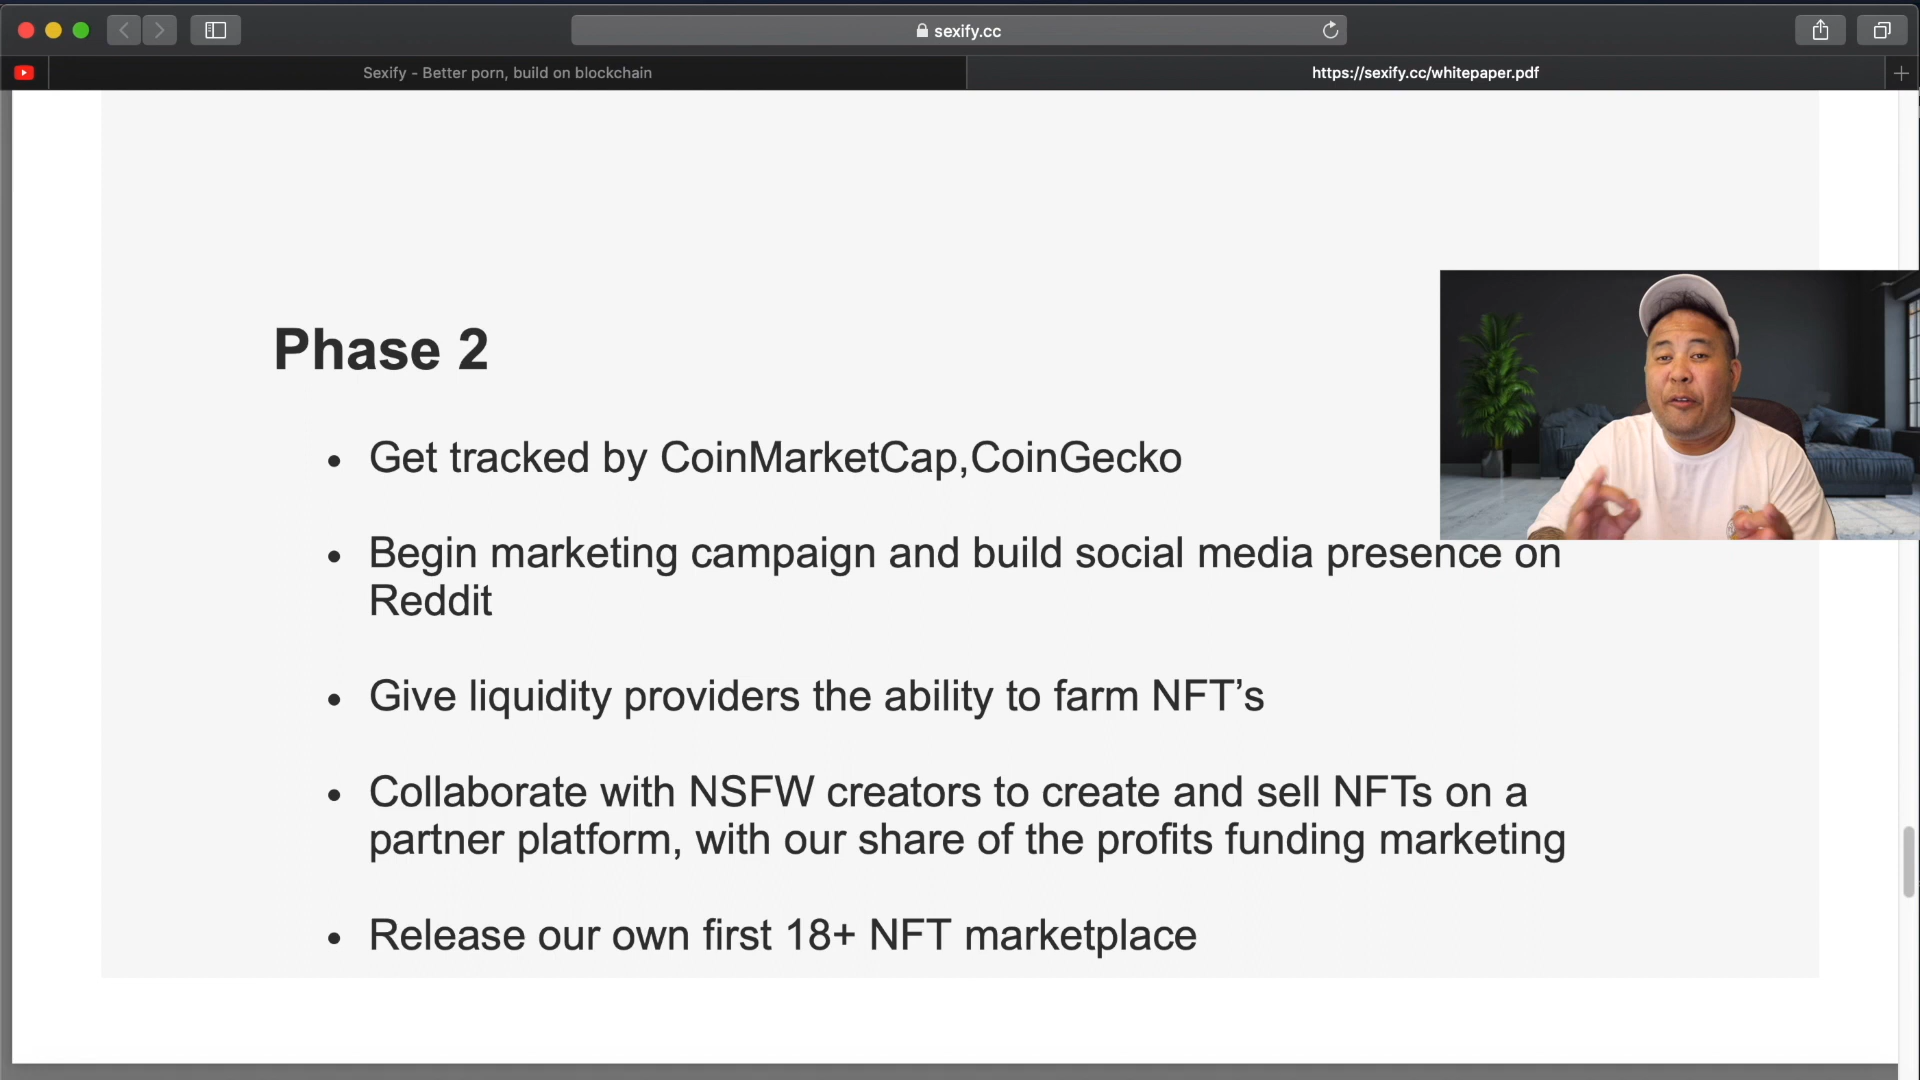 sexify.cc
Sexify - Better porn, build on blockchain
https://sexify.cc/whitepaper.pdf
Phase 2
• Get tracked by CoinMarketCap,CoinGecko
• Begin marketing campaign and build social media presence on
Reddit
• Give liquidity providers the ability to farm NFT’s
• Collaborate with NSFW creators to create and sell NFTs on a
partner platform, with our share of the profits funding marketing
• Release our own first 18+ NFT marketplace